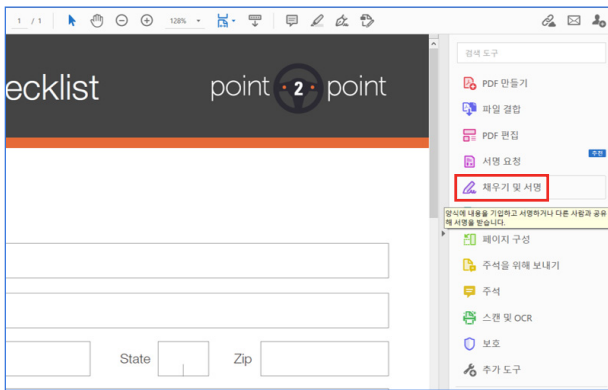 1 / 1
128%
ecklist
point 2 point
State
Zip
검색 도구
PDF 만들기
파일 결합
PDF 편집
서명 요청
추천
채우기 및 서명
양식에 내용을 기입하고 서명하거나 다른 사람과 공유
해 서명을 받습니다.
페이지 구성
주석을 위해 보내기
주석
스캔 및 OCR
보호
추가 도구